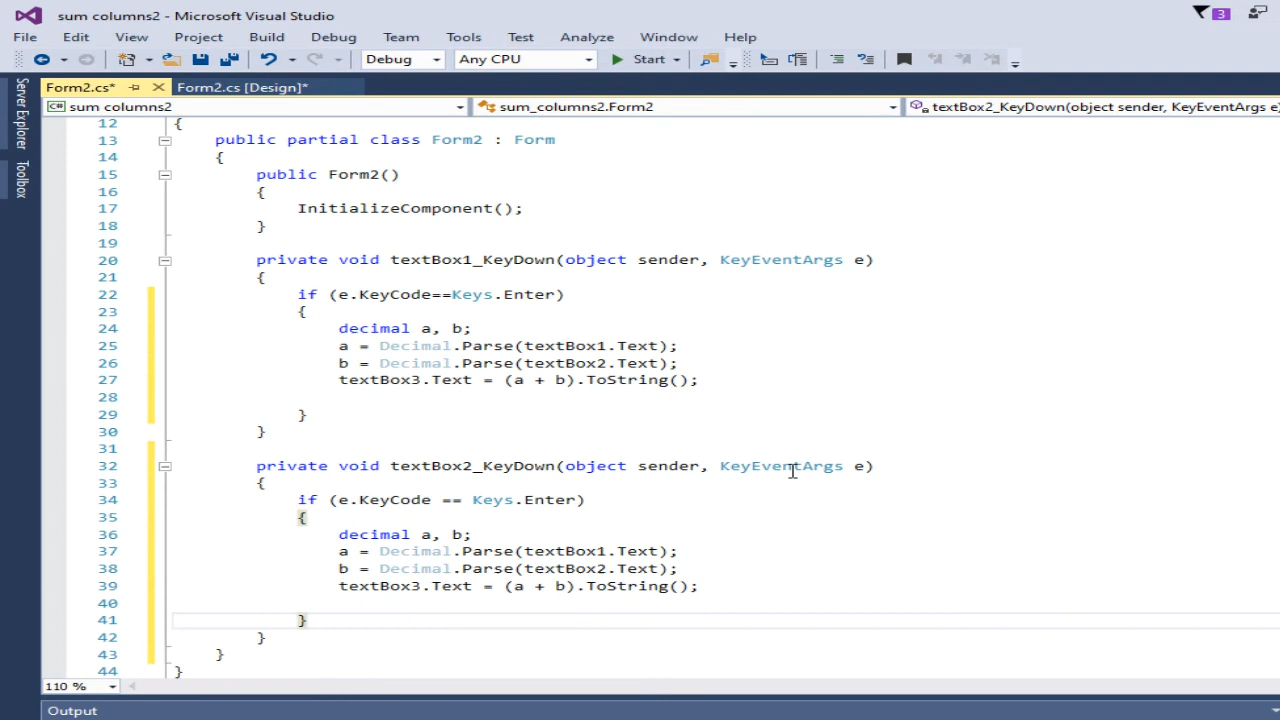 sum columns2 - Microsoft Visual Studio
3
File Edit View Project Build Debug Team Tools Test Analyze Window Help
Debug Any CPU Start
Server Explorer
Toolbox
Form2.cs* Form2.cs [Design]*
C# sum columns2 sum_columns2.Form2 textBox2_KeyDown(object sender, KeyEventArgs e)
12 {
13 public partial class Form2 : Form
14 {
15 public Form2()
16 {
17 InitializeComponent();
18 }
19
20 private void textBox1_KeyDown(object sender, KeyEventArgs e)
21 {
22 if (e.KeyCode==Keys.Enter)
23 {
24 decimal a, b;
25 a = Decimal.Parse(textBox1.Text);
26 b = Decimal.Parse(textBox2.Text);
27 textBox3.Text = (a + b).ToString();
28
29 }
30 }
31
32 private void textBox2_KeyDown(object sender, KeyEventArgs e)
33 {
34 if (e.KeyCode == Keys.Enter)
35 {
36 decimal a, b;
37 a = Decimal.Parse(textBox1.Text);
38 b = Decimal.Parse(textBox2.Text);
39 textBox3.Text = (a + b).ToString();
40
41 }
42 }
43 }
44 }
110 %
Output